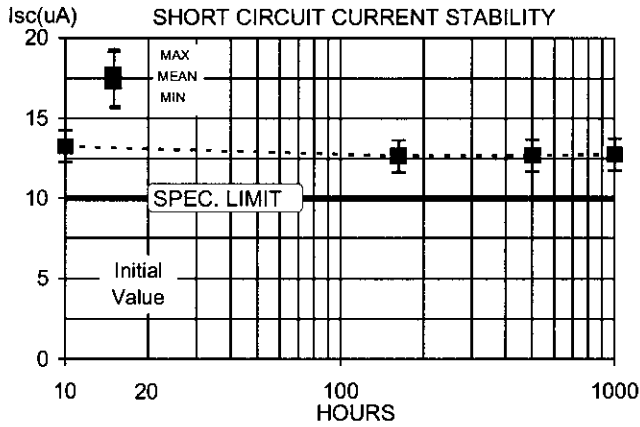 Isc(uA) SHORT CIRCUIT CURRENT STABILITY
20
MAX
MEAN
MIN
15
10
SPEC. LIMIT
Initial
Value
5
0
10 20 100 1000
HOURS